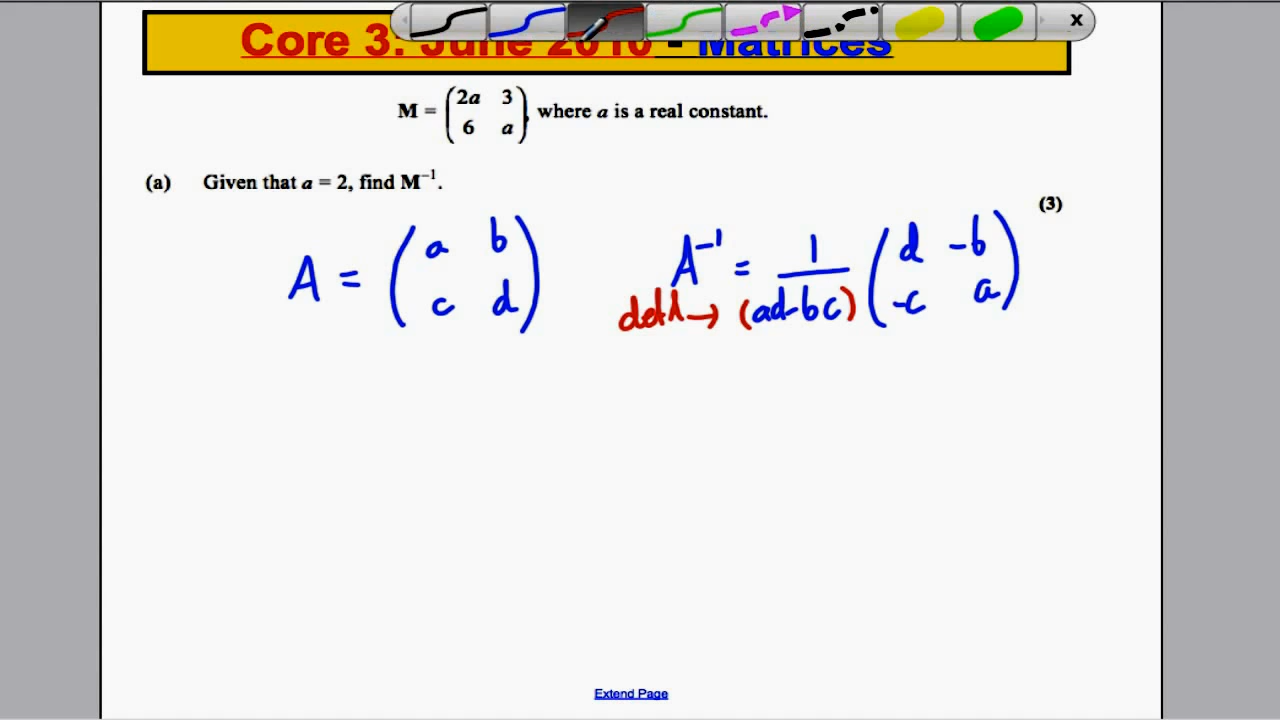 Core 3: June 2010 - Matrices
x
M = (2a 3
6 a), where a is a real constant.
(a) Given that a = 2, find M⁻¹.
(3)
A = (a b
c d)
A⁻¹ = 1 (d -b
detA → (ad-bc) -c a)
Extend Page